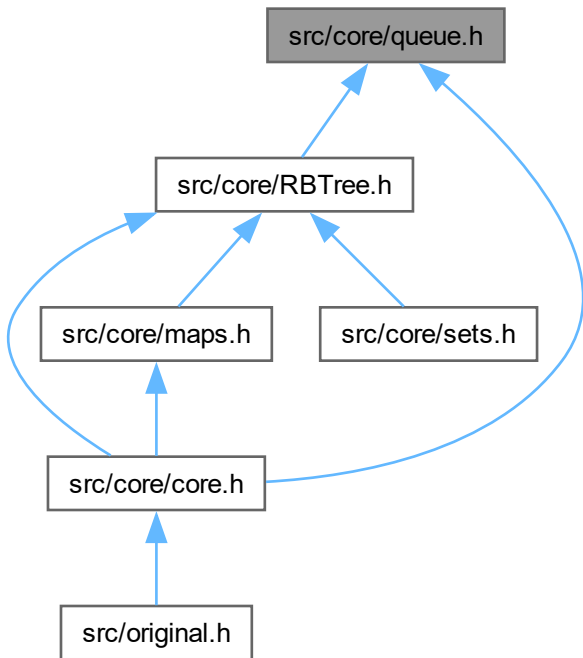 src/core/queue.h
src/core/RBTree.h
src/core/maps.h
src/core/sets.h
src/core/core.h
src/original.h